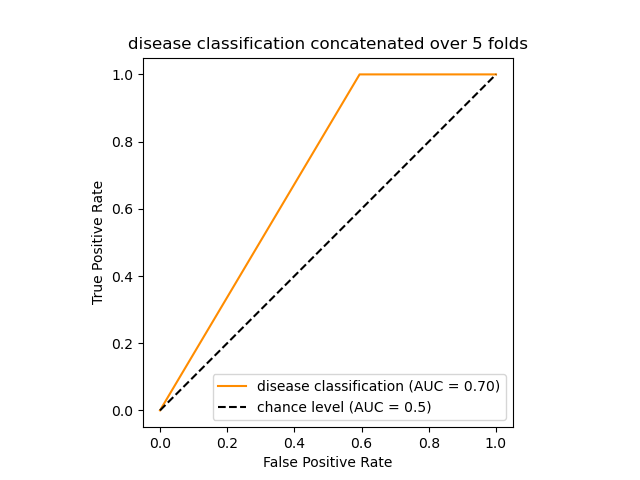 disease classification concatenated over 5 folds
1.0
0.8
0.6
0.4
0.2
0.0
True Positive Rate
disease classification (AUC = 0.70)
chance level (AUC = 0.5)
0.0 0.2 0.4 0.6 0.8 1.0
False Positive Rate